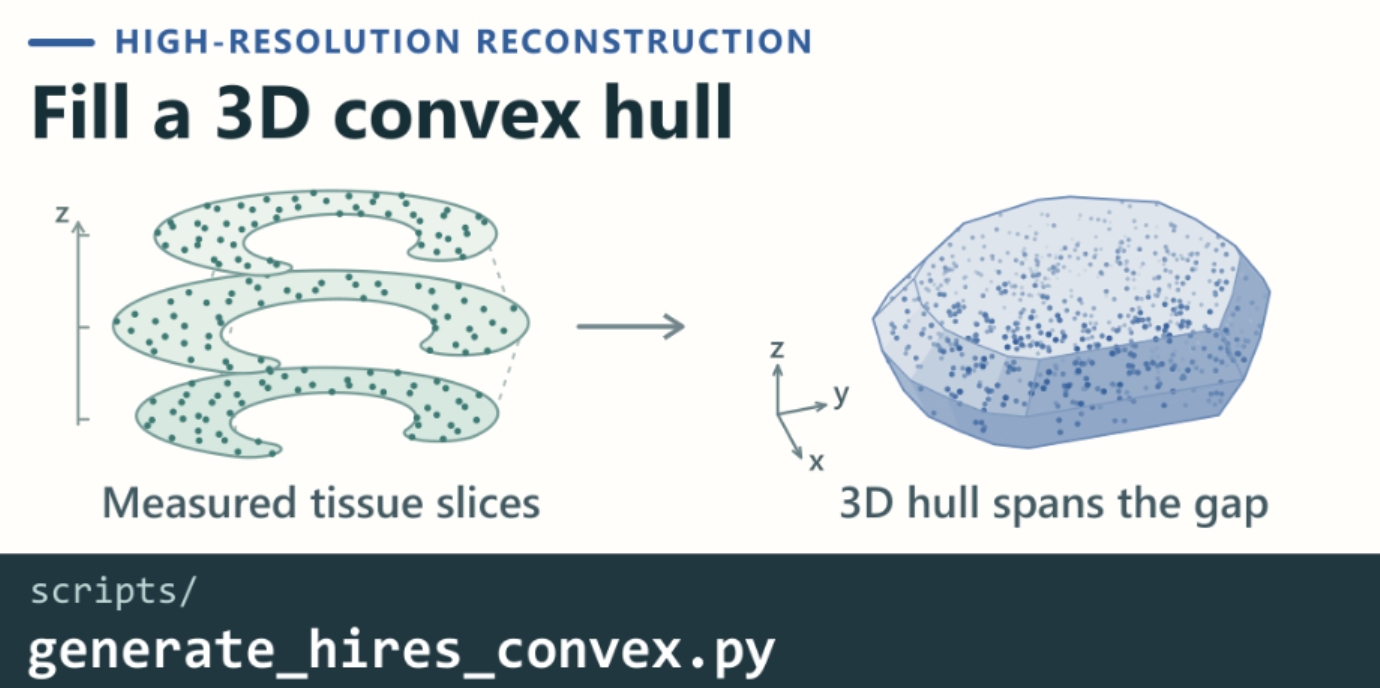 HIGH-RESOLUTION RECONSTRUCTION
Fill a 3D convex hull
z
z
y
x
Measured tissue slices
3D hull spans the gap
scripts/
generate_hires_convex.py